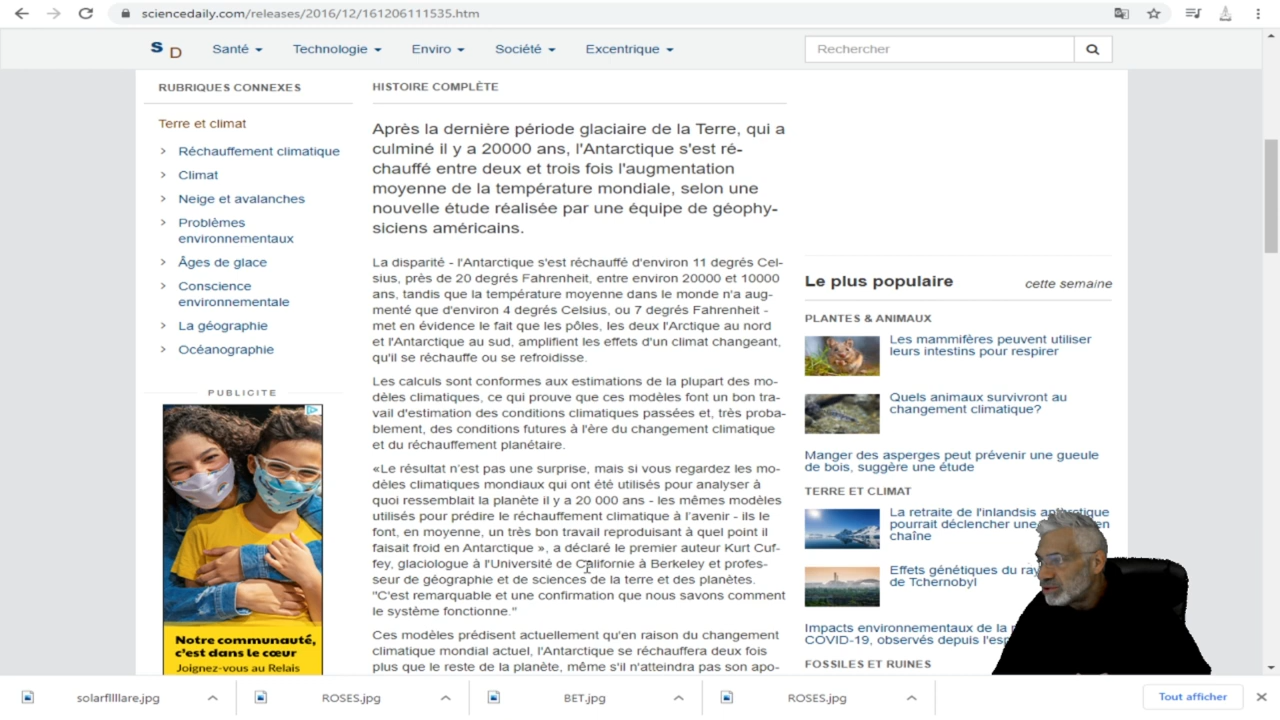 sciencedaily.com/releases/2016/12/161206111535.htm
S D
Santé
Technologie
Enviro
Société
Excentrique
Rechercher
RUBRIQUES CONNEXES
Terre et climat
Réchauffement climatique
Climat
Neige et avalanches
Problèmes
environnementaux
Âges de glace
Conscience
environnementale
La géographie
Océanographie
PUBLICITE
Notre communauté,
c'est dans le cœur
Joignez-vous au Relais
HISTOIRE COMPLÈTE
Après la dernière période glaciaire de la Terre, qui a
culminé il y a 20000 ans, l'Antarctique s'est ré-
chauffé entre deux et trois fois l'augmentation
moyenne de la température mondiale, selon une
nouvelle étude réalisée par une équipe de géophy-
siciens américains.
La disparité - l'Antarctique s'est réchauffé d'environ 11 degrés Cel-
sius, près de 20 degrés Fahrenheit, entre environ 20000 et 10000
ans, tandis que la température moyenne dans le monde n'a aug-
menté que d'environ 4 degrés Celsius, ou 7 degrés Fahrenheit -
met en évidence le fait que les pôles, les deux l'Arctique au nord
et l'Antarctique au sud, amplifient les effets d'un climat changeant,
qu'il se réchauffe ou se refroidisse.
Les calculs sont conformes aux estimations de la plupart des mo-
dèles climatiques, ce qui prouve que ces modèles font un bon tra-
vail d'estimation des conditions climatiques passées et, très proba-
blement, des conditions futures à l'ère du changement climatique
et du réchauffement planétaire.
«Le résultat n'est pas une surprise, mais si vous regardez les mo-
dèles climatiques mondiaux qui ont été utilisés pour analyser à
quoi ressemblait la planète il y a 20 000 ans - les mêmes modèles
utilisés pour prédire le réchauffement climatique à l'avenir - ils le
font, en moyenne, un très bon travail reproduisant à quel point il
faisait froid en Antarctique », a déclaré le premier auteur Kurt Cuf-
fey, glaciologue à l'Université de Californie à Berkeley et profes-
seur de géographie et de sciences de la terre et des planètes.
"C'est remarquable et une confirmation que nous savons comment
le système fonctionne."
Ces modèles prédisent actuellement qu'en raison du changement
climatique mondial actuel, l'Antarctique se réchauffera deux fois
plus que le reste de la planète, même s'il n'atteindra pas son apo-
Le plus populaire
cette semaine
PLANTES & ANIMAUX
Les mammifères peuvent utiliser
leurs intestins pour respirer
Quels animaux survivront au
changement climatique?
Manger des asperges peut prévenir une gueule
de bois, suggère une étude
TERRE ET CLIMAT
La retraite de l'inlandsis antarctique
pourrait déclencher une en
chaîne
Effets génétiques du
de Tchernobyl
Impacts environnementaux de la
COVID-19, observés depuis
FOSSILES ET RUINES
solarflllllare.jpg
ROSES.jpg
BET.jpg
ROSES.jpg
Tout afficher